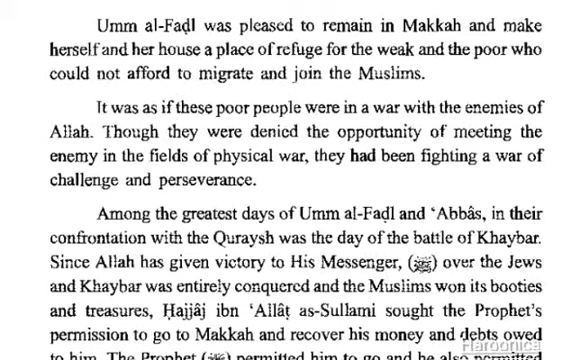 Umm al-Faḍl was pleased to remain in Makkah and make
herself and her house a place of refuge for the weak and the poor who
could not afford to migrate and join the Muslims.
It was as if these poor people were in a war with the enemies of
Allah. Though they were denied the opportunity of meeting the
enemy in the fields of physical war, they had been fighting a war of
challenge and perseverance.
Among the greatest days of Umm al-Faḍl and ‘Abbâs, in their
confrontation with the Quraysh was the day of the battle of Khaybar.
Since Allah has given victory to His Messenger, (ﷺ) over the Jews
and Khaybar was entirely conquered and the Muslims won its booties
and treasures, Ḥajjâj ibn ‘Allâṭ as-Sullami sought the Prophet's
permission to go to Makkah and recover his money and debts owed
to him. The Prophet (ﷺ) permitted him to go and he also permitted
Haroonica